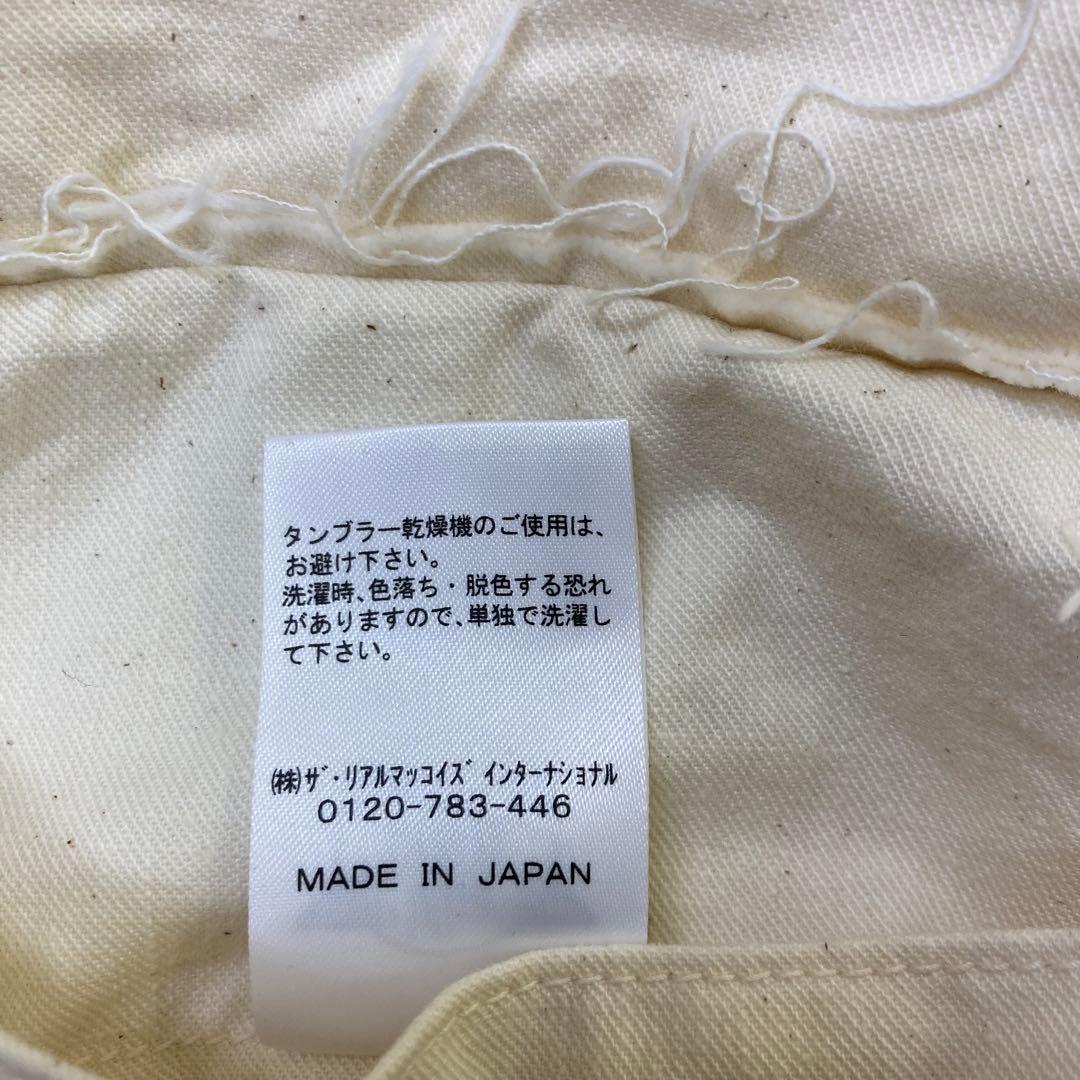 タンブラー乾燥機のご使用は、
お避け下さい。
洗濯時、色落ち・脱色する恐れ
がありますので、単独で洗濯し
て下さい。
㈱ｻﾞ･ﾘｱﾙﾏｯｺｲｽﾞ ｲﾝﾀｰﾅｼｮﾅﾙ
0120-783-446
MADE IN JAPAN